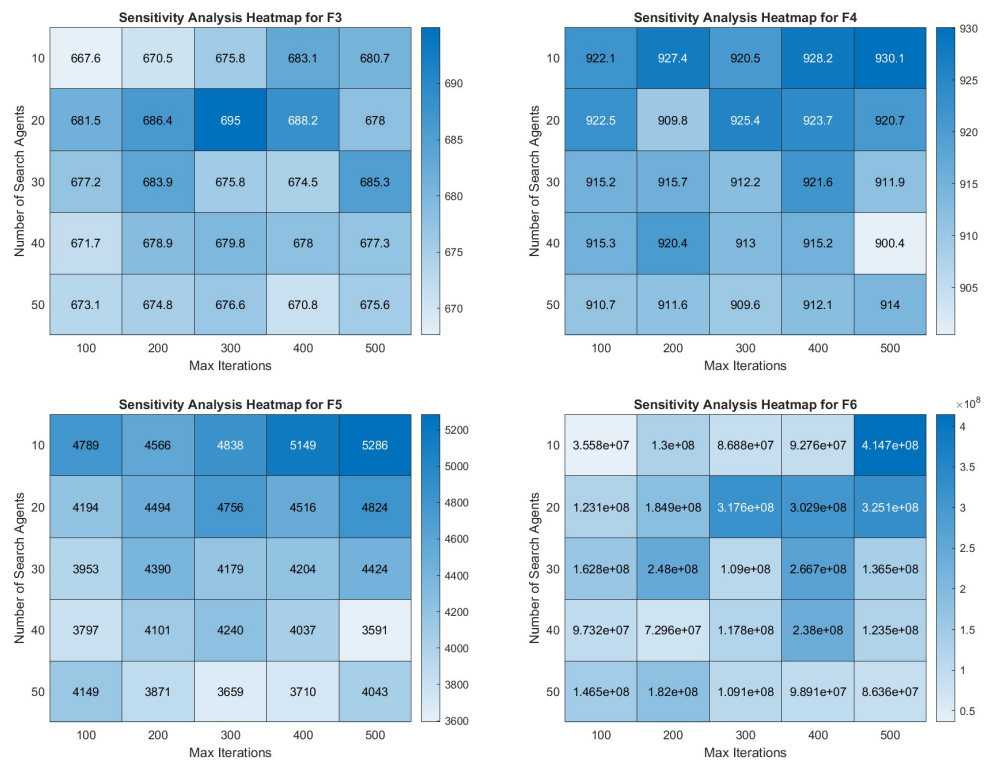 Sensitivity Analysis Heatmap for F3
Number of Search Agents
10 667.6 670.5 675.8 683.1 680.7
20 681.5 686.4 695 688.2 678
30 677.2 683.9 675.8 674.5 685.3
40 671.7 678.9 679.8 678 677.3
50 673.1 674.8 676.6 670.8 675.6
100 200 300 400 500
Max Iterations
690
685
680
675
670
Sensitivity Analysis Heatmap for F4
Number of Search Agents
10 922.1 927.4 920.5 928.2 930.1
20 922.5 909.8 925.4 923.7 920.7
30 915.2 915.7 912.2 921.6 911.9
40 915.3 920.4 913 915.2 900.4
50 910.7 911.6 909.6 912.1 914
100 200 300 400 500
Max Iterations
930
925
920
915
910
905
Sensitivity Analysis Heatmap for F5
Number of Search Agents
10 4789 4566 4838 5149 5286
20 4194 4494 4756 4516 4824
30 3953 4390 4179 4204 4424
40 3797 4101 4240 4037 3591
50 4149 3871 3659 3710 4043
100 200 300 400 500
Max Iterations
5200
5000
4800
4600
4400
4200
4000
3800
3600
Sensitivity Analysis Heatmap for F6
Number of Search Agents
10 3.558e+07 1.3e+08 8.688e+07 9.276e+07 4.147e+08
20 1.231e+08 1.849e+08 3.176e+08 3.029e+08 3.251e+08
30 1.628e+08 2.48e+08 1.09e+08 2.667e+08 1.365e+08
40 9.732e+07 7.296e+07 1.178e+08 2.38e+08 1.235e+08
50 1.465e+08 1.82e+08 1.091e+08 9.891e+07 8.636e+07
100 200 300 400 500
Max Iterations
×10⁸
4
3.5
3
2.5
2
1.5
1
0.5